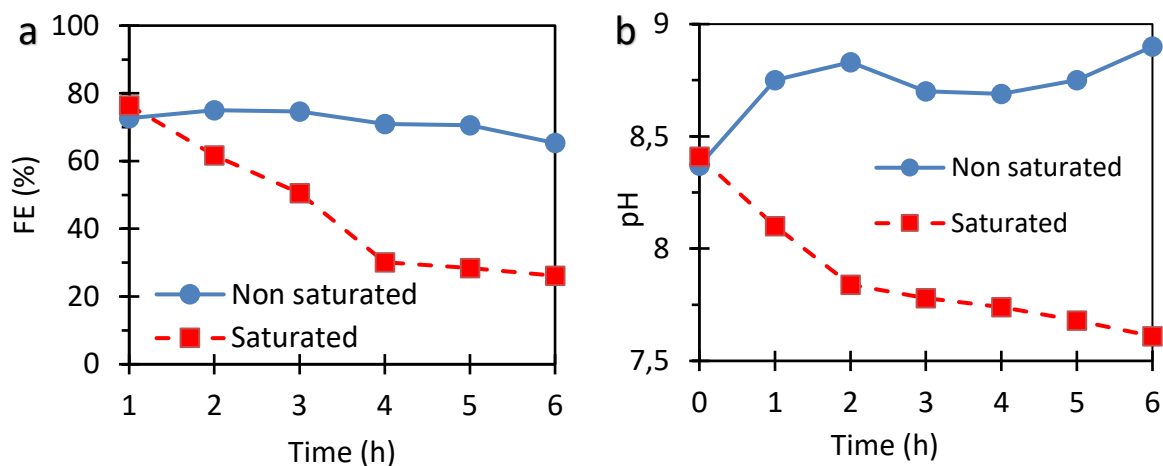 a
100
80
60
40
20
0
FE (%)
Non saturated
Saturated
1 2 3 4 5 6
Time (h)
b
9
8,5
8
7,5
pH
Non saturated
Saturated
0 1 2 3 4 5 6
Time (h)